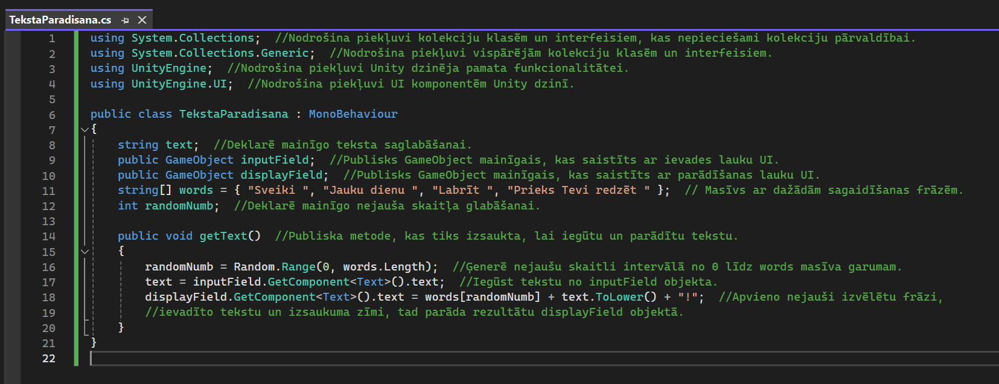 TekstaParadisana.cs
1 using System.Collections; //Nodrošina piekļuvi kolekciju klasēm un interfeisiem, kas nepieciešami kolekciju pārvaldībai.
2 using System.Collections.Generic; //Nodrošina piekļuvi vispārējām kolekciju klasēm un interfeisiem.
3 using UnityEngine; //Nodrošina piekļuvi Unity dzinēja pamata funkcionalitātei.
4 using UnityEngine.UI; //Nodrošina piekļuvi UI komponentēm Unity dzinī.
5
6 public class TekstaParadisana : MonoBehaviour
7 {
8 string text; //Deklarē mainīgo teksta saglabāšanai.
9 public GameObject inputField; //Publisks GameObject mainīgais, kas saistīts ar ievades lauku UI.
10 public GameObject displayField; //Publisks GameObject mainīgais, kas saistīts ar parādīšanas lauku UI.
11 string[] words = { "Sveiki ", "Jauku dienu ", "Labrīt ", "Prieks Tevi redzēt " }; // Masīvs ar dažādām sagaidīšanas frāzēm.
12 int randomNumb; //Deklarē mainīgo nejauša skaitļa glabāšanai.
13
14 public void getText() //Publiska metode, kas tiks izsaukta, lai iegūtu un parādītu tekstu.
15 {
16 randomNumb = Random.Range(0, words.Length); //Ģenerē nejaušu skaitli intervālā no 0 līdz words masīva garumam.
17 text = inputField.GetComponent<Text>().text; //Iegūst tekstu no inputField objekta.
18 displayField.GetComponent<Text>().text = words[randomNumb] + text.ToLower() + "!"; //Apvieno nejauši izvēlētu frāzi,
19 //ievadīto tekstu un izsaukuma zīmi, tad parāda rezultātu displayField objektā.
20 }
21 }
22